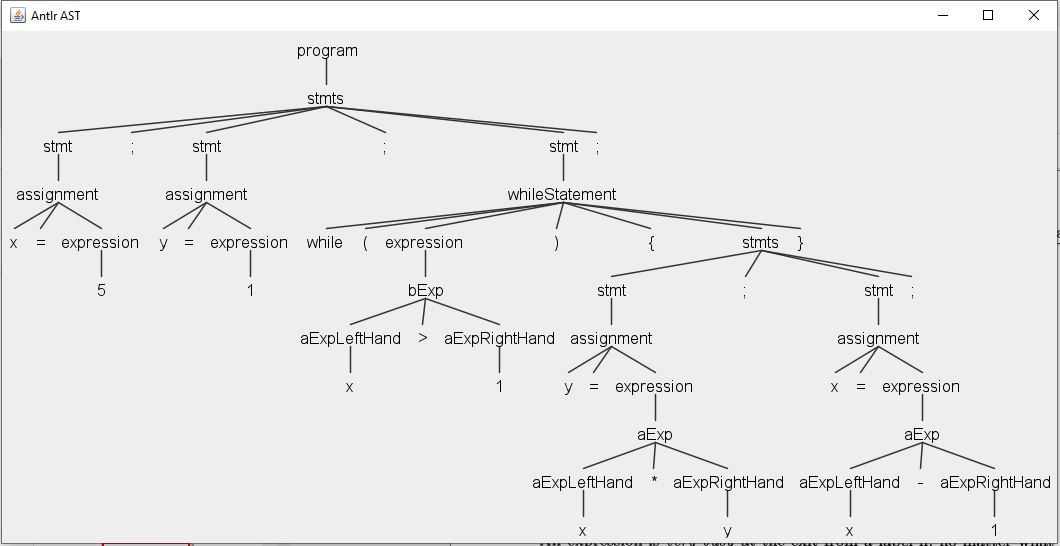 Antlr AST
program
stmts
stmt ; stmt ; stmt ;
assignment assignment whileStatement
x = expression y = expression while ( expression ) { stmts }
5 1 bExp stmt ; stmt ;
aExpLeftHand > aExpRightHand assignment assignment
x 1 y = expression x = expression
aExp aExp
aExpLeftHand * aExpRightHand aExpLeftHand - aExpRightHand
x y x 1